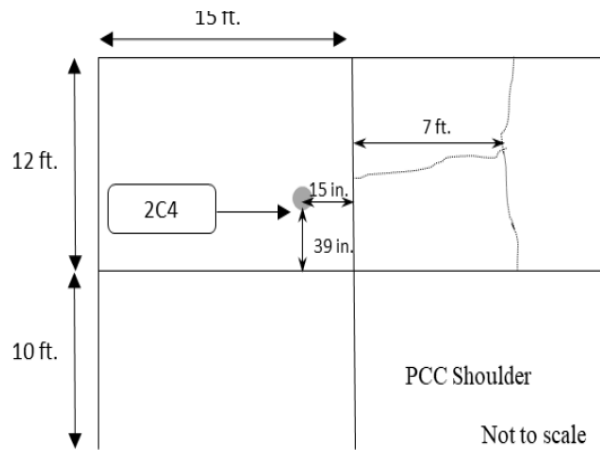 15 ft.
12 ft.
7 ft.
15 in.
2C4
39 in.
10 ft.
PCC Shoulder
Not to scale